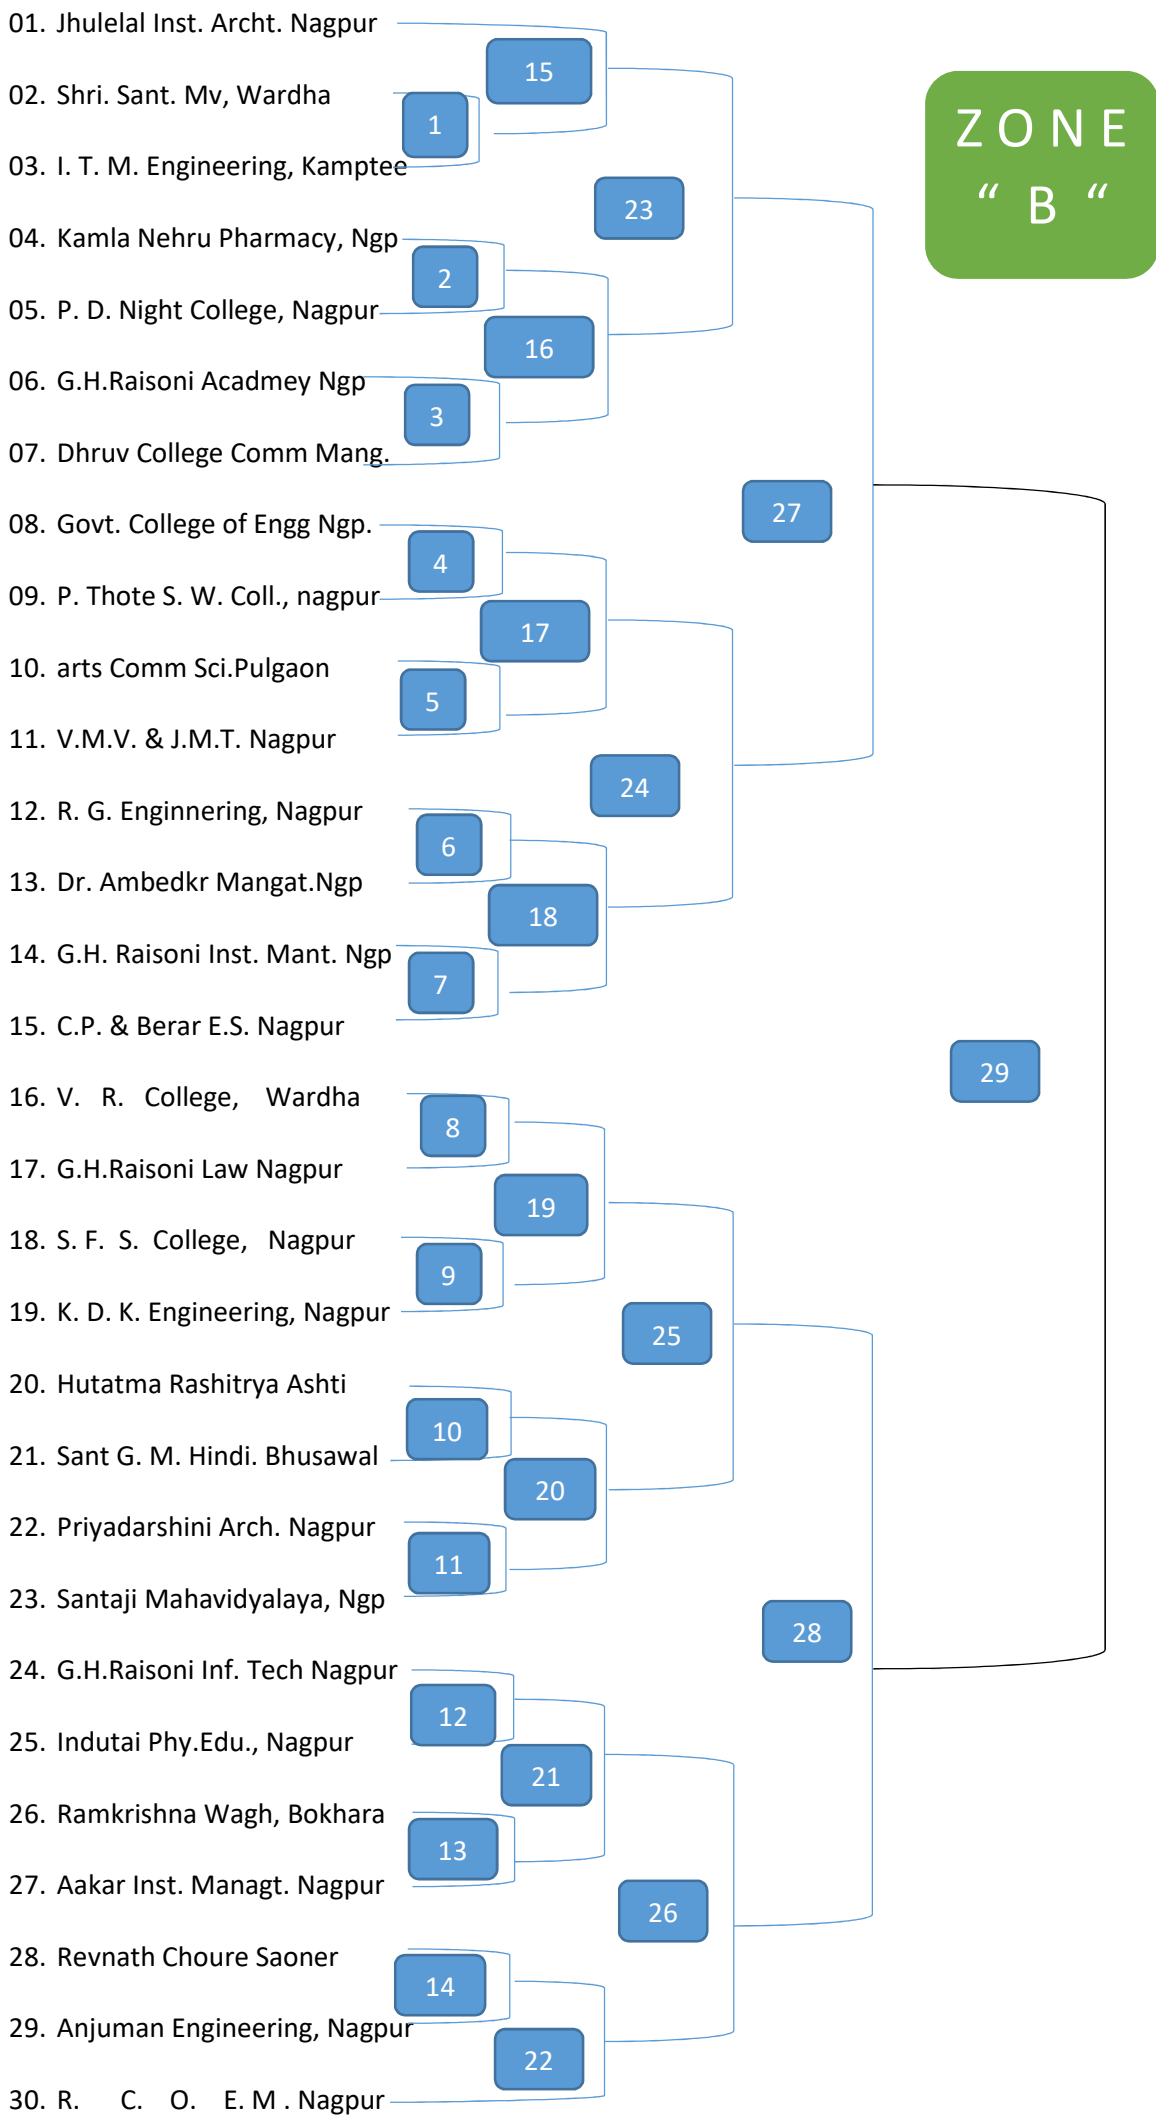 01. Jhulelal Inst. Archt. Nagpur
15
ZONE
“ B “
02. Shri. Sant. Mv, Wardha
1
03. I. T. M. Engineering, Kamptee
23
04. Kamla Nehru Pharmacy, Ngp
2
05. P. D. Night College, Nagpur
16
06. G.H.Raisoni Acadmey Ngp
3
07. Dhruv College Comm Mang.
27
08. Govt. College of Engg Ngp.
4
09. P. Thote S. W. Coll., nagpur
17
10. arts Comm Sci.Pulgaon
5
11. V.M.V. & J.M.T. Nagpur
24
12. R. G. Enginnering, Nagpur
6
13. Dr. Ambedkr Mangat.Ngp
18
14. G.H. Raisoni Inst. Mant. Ngp
7
15. C.P. & Berar E.S. Nagpur
29
16. V. R. College, Wardha
8
17. G.H.Raisoni Law Nagpur
19
18. S. F. S. College, Nagpur
9
19. K. D. K. Engineering, Nagpur
25
20. Hutatma Rashitrya Ashti
10
21. Sant G. M. Hindi. Bhusawal
20
22. Priyadarshini Arch. Nagpur
11
23. Santaji Mahavidyalaya, Ngp
28
24. G.H.Raisoni Inf. Tech Nagpur
12
25. Indutai Phy.Edu., Nagpur
21
26. Ramkrishna Wagh, Bokhara
13
27. Aakar Inst. Managt. Nagpur
26
28. Revnath Choure Saoner
14
29. Anjuman Engineering, Nagpur
22
30. R. C. O. E. M . Nagpur